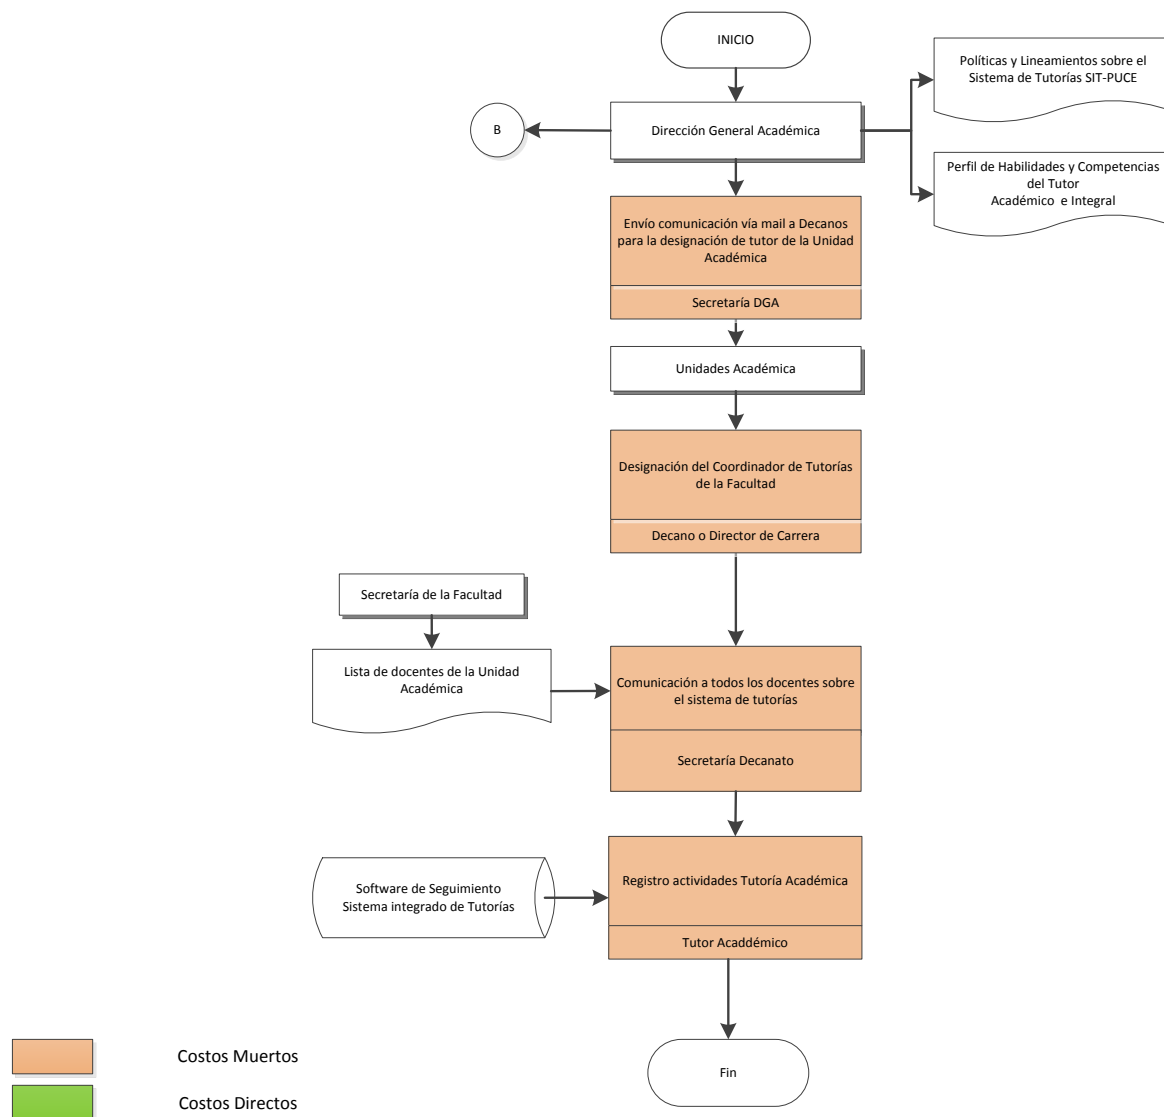 INICIO
Políticas y Lineamientos sobre el
Sistema de Tutorías SIT-PUCE
B
Dirección General Académica
Perfil de Habilidades y Competencias
del Tutor
Académico e Integral
Envío comunicación vía mail a Decanos
para la designación de tutor de la Unidad
Académica
Secretaría DGA
Unidades Académica
Designación del Coordinador de Tutorías
de la Facultad
Decano o Director de Carrera
Secretaría de la Facultad
Lista de docentes de la Unidad
Académica
Comunicación a todos los docentes sobre
el sistema de tutorías
Secretaría Decanato
Software de Seguimiento
Sistema integrado de Tutorías
Registro actividades Tutoría Académica
Tutor Acaddémico
Fin
Costos Muertos
Costos Directos